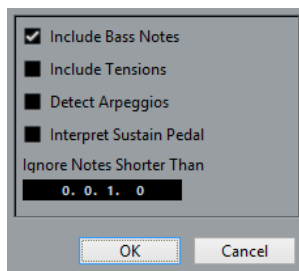 Include Bass Notes
Include Tensions
Detect Arpeggios
Interpret Sustain Pedal
Ignore Notes Shorter Than
0. 0. 1. 0
OK Cancel